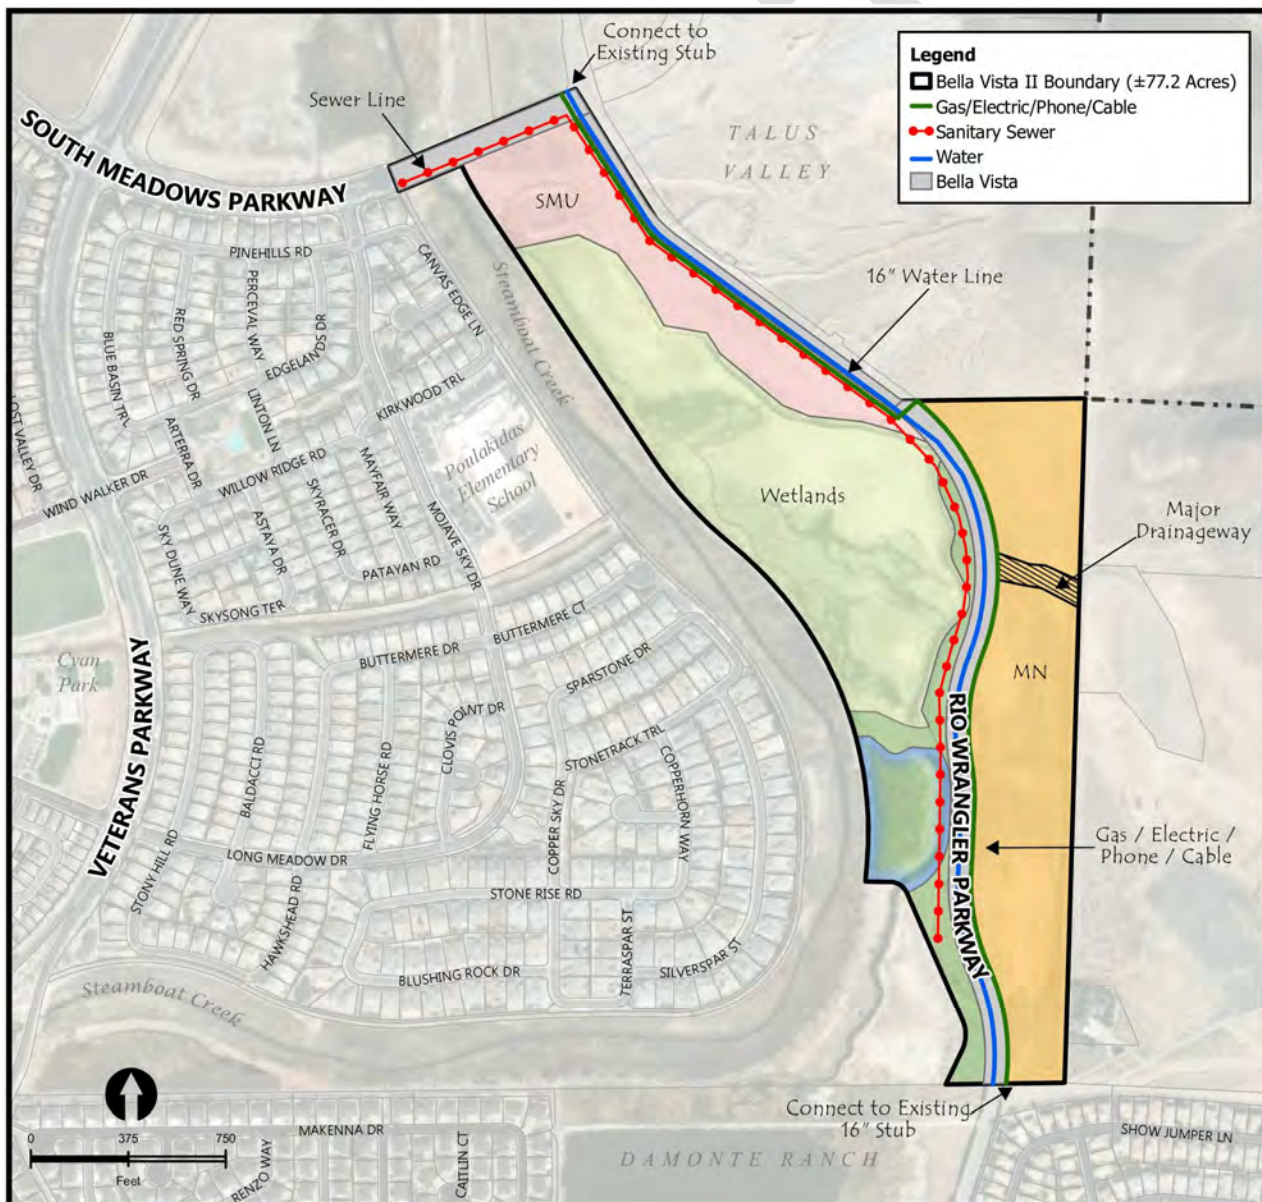 Connect to
Existing Stub
Legend
Bella Vista II Boundary (±77.2 Acres)
Gas/Electric/Phone/Cable
Sanitary Sewer
Water
Bella Vista
Sewer Line
SOUTH MEADOWS PARKWAY
TALUS
VALLEY
SMU
PINEHILLS RD
CANVAS EDGE LN
PERCEVAL WAY
RED SPRING DR
EDGELANDS DR
BLUE BASIN TRL
Steamboat Creek
16" Water Line
KIRKWOOD TRL
LINTON LN
ARTERRA DR
VALLEY DR
WIND WALKER DR
WILLOW RIDGE RD
MAYFAIR WAY
Poulakidas
Elementary
School
Wetlands
SKYRACER DR
ASTAYA DR
MOJAVE SKY DR
SKY DUNE WAY
PATAYAN RD
SKYSONG TER
Major
Drainageway
BUTTERMERE CT
BUTTERMERE DR
SPARSTONE DR
Cyan
Park
MN
VETERANS PARKWAY
CLOVIS POINT DR
STONETRACK TRL
BALDACCI RD
FLYING HORSE RD
COPPER SKY DR
COPPERHORN WAY
RIO WRANGLER PARKWAY
Gas / Electric /
Phone / Cable
LONG MEADOW DR
STONY HILL RD
STONE RISE RD
HAWKSHEAD RD
TERRASPAR ST
SILVERSPAR ST
BLUSHING ROCK DR
Steamboat Creek
Connect to Existing
16" Stub
MAKENNA DR
SHOW JUMPER LN
RENZO WAY
CAITLIN CT
DAMONTE RANCH
0 375 750
Feet